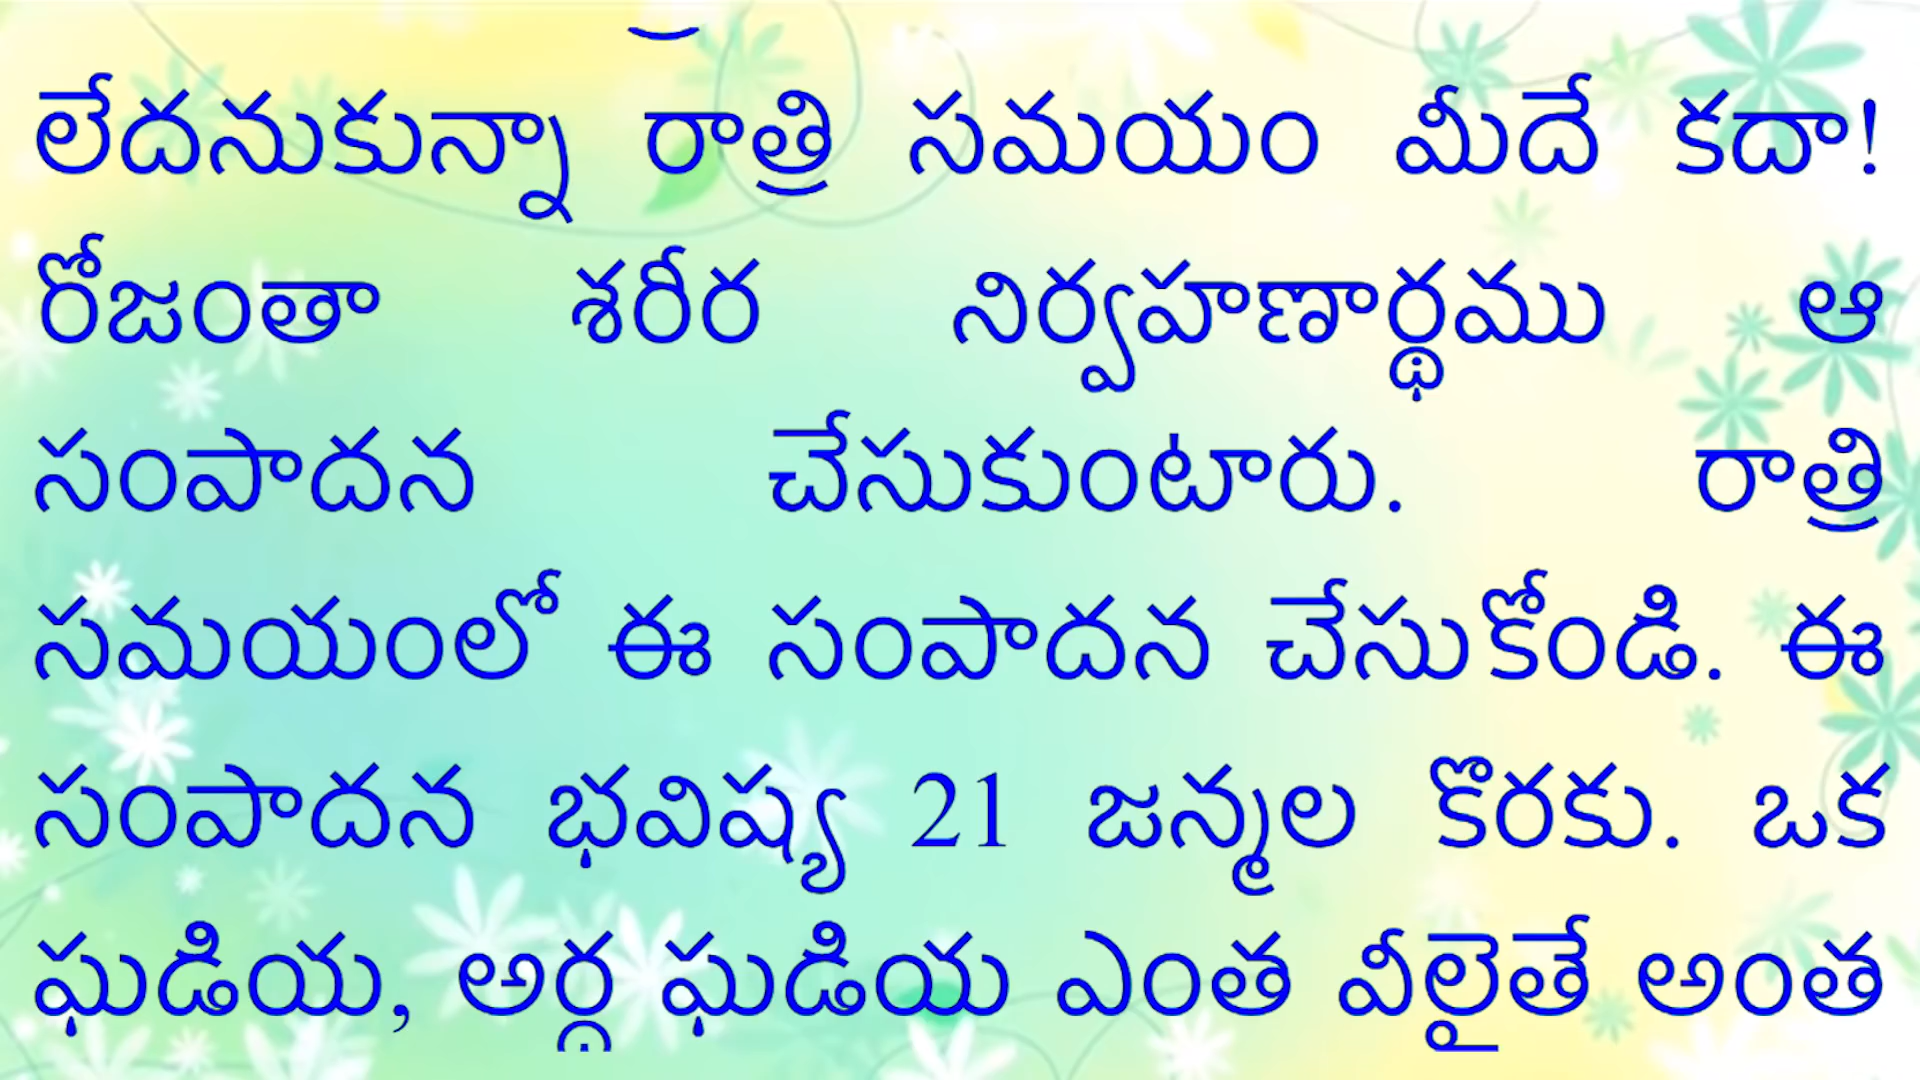 లేదనుకున్నా రాత్రి సమయం మీదే కదా!
రోజంతా శరీర నిర్వహణార్థము ఆ
సంపాదన చేసుకుంటారు. రాత్రి
సమయంలో ఈ సంపాదన చేసుకోండి. ఈ
సంపాదన భవిష్య 21 జన్మల కొరకు. ఒక
ఘడియ, అర్ధ ఘడియ ఎంత వీలైతే అంత